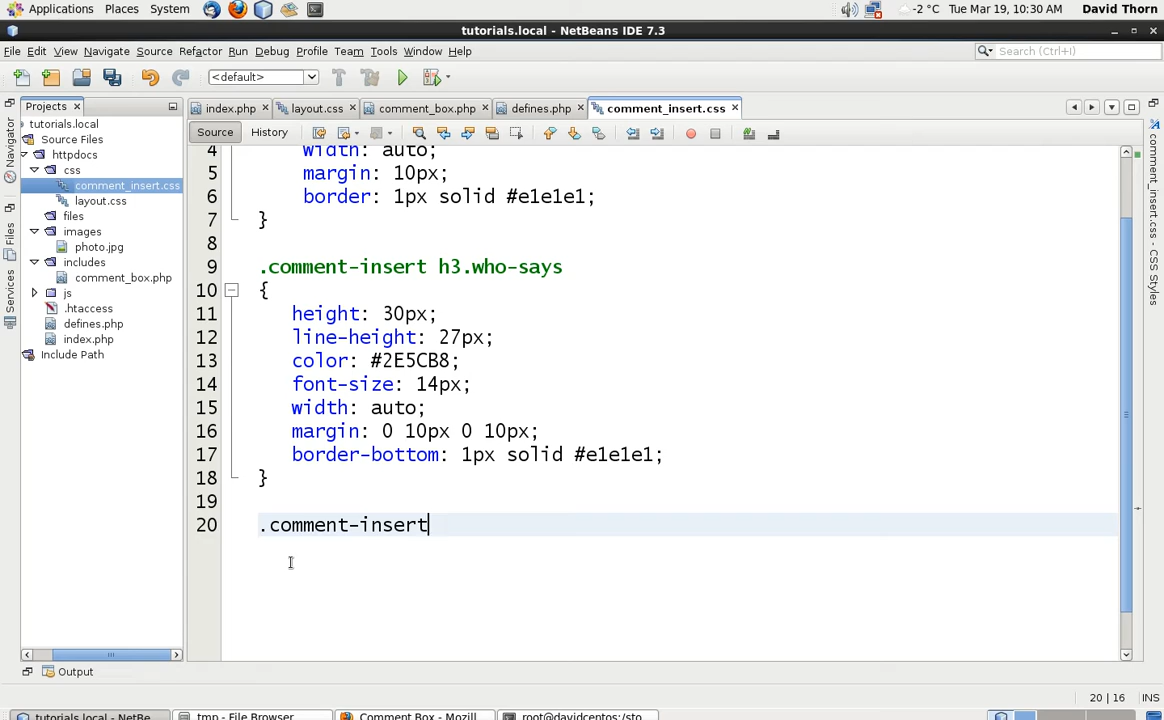 Applications Places System -2 °C Tue Mar 19, 10:30 AM David Thorn
tutorials.local - NetBeans IDE 7.3
File Edit View Navigate Source Refactor Run Debug Profile Team Tools Window Help Search (Ctrl+I)
<default>
Projects × index.php × layout.css × comment_box.php × defines.php × comment_insert.css ×
Navigator
Files
Services
comment_insert.css - CSS Styles
tutorials.local
Source Files
httpdocs
css
comment_insert.css
layout.css
files
images
photo.jpg
includes
comment_box.php
js
.htaccess
defines.php
index.php
Include Path
Source History
4 width: auto;
5 margin: 10px;
6 border: 1px solid #e1e1e1;
7 }
8
9 .comment-insert h3.who-says
10 {
11 height: 30px;
12 line-height: 27px;
13 color: #2E5CB8;
14 font-size: 14px;
15 width: auto;
16 margin: 0 10px 0 10px;
17 border-bottom: 1px solid #e1e1e1;
18 }
19
20 .comment-insert
Output
20 | 16 INS
tutorials.local - NetBe... tmp - File Browser Comment Box - Mozill... root@davidcentos:/sto...